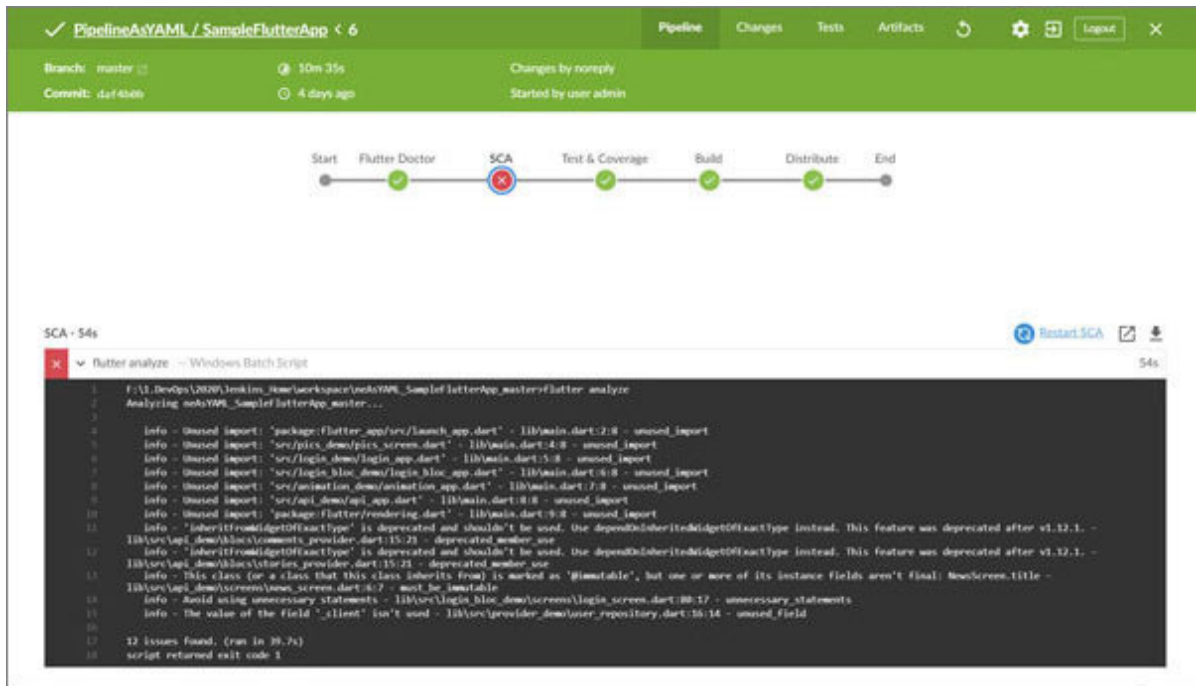 PipelineAsYAML / SampleFlutterApp < 6
Pipeline Changes Tests Artifacts Logout
Branch: master 10m 35s Changes by noreply
Commit: 4 days ago Started by user admin
Start Flutter Doctor SCA Test & Coverage Build Distribute End
SCA - 54s Restart SCA
flutter analyze -- Windows Batch Script 54s
1 F:\1.DevOps\2020\Jenkins_Home\workspace\neAsYAML_SampleFlutterApp_master>flutter analyze
2 Analyzing neAsYAML_SampleFlutterApp_master...
3
4 info - Unused import: 'package:flutter_app/src/launch_app.dart' - lib\main.dart:2:8 - unused_import
5 info - Unused import: 'src/pics_demo/pics_screen.dart' - lib\main.dart:4:8 - unused_import
6 info - Unused import: 'src/login_demo/login_app.dart' - lib\main.dart:5:8 - unused_import
7 info - Unused import: 'src/login_bloc_demo/login_bloc_app.dart' - lib\main.dart:6:8 - unused_import
8 info - Unused import: 'src/animation_demo/animation_app.dart' - lib\main.dart:7:8 - unused_import
9 info - Unused import: 'src/api_demo/api_app.dart' - lib\main.dart:8:8 - unused_import
10 info - Unused import: 'package:flutter/rendering.dart' - lib\main.dart:9:8 - unused_import
11 info - 'inheritFromWidgetOfExactType' is deprecated and shouldn't be used. Use dependOnInheritedWidgetOfExactType instead. This feature was deprecated after v1.12.1. -
lib\src\api_demo\blocs\comments_provider.dart:15:21 - deprecated_member_use
12 info - 'inheritFromWidgetOfExactType' is deprecated and shouldn't be used. Use dependOnInheritedWidgetOfExactType instead. This feature was deprecated after v1.12.1. -
lib\src\api_demo\blocs\stories_provider.dart:15:21 - deprecated_member_use
13 info - This class (or a class that this class inherits from) is marked as '@immutable', but one or more of its instance fields aren't final: NewsScreen.title -
lib\src\api_demo\screens\news_screen.dart:6:7 - must_be_immutable
14 info - Avoid using unnecessary statements - lib\src\login_bloc_demo\screens\login_screen.dart:80:17 - unnecessary_statements
15 info - The value of the field '_client' isn't used - lib\src\provider_demo\user_repository.dart:16:14 - unused_field
16
17 12 issues found. (ran in 39.7s)
18 script returned exit code 1